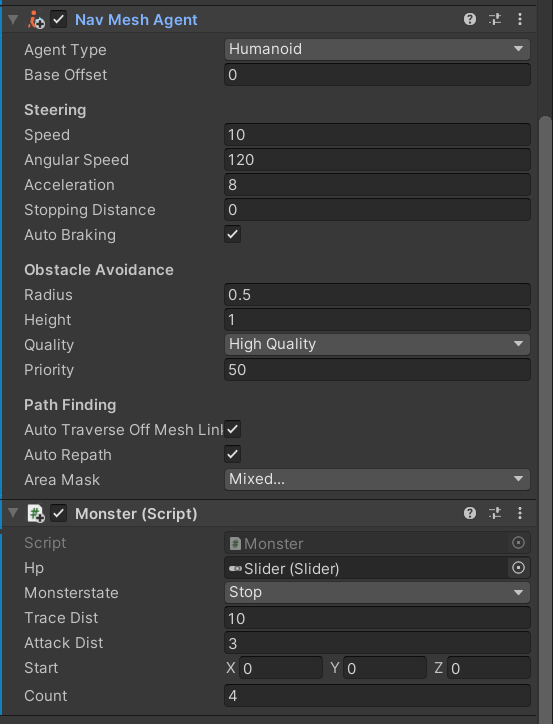 Nav Mesh Agent
Agent Type Humanoid
Base Offset 0
Steering
Speed 10
Angular Speed 120
Acceleration 8
Stopping Distance 0
Auto Braking
Obstacle Avoidance
Radius 0.5
Height 1
Quality High Quality
Priority 50
Path Finding
Auto Traverse Off Mesh Link
Auto Repath
Area Mask Mixed...
# Monster (Script)
Script # Monster
Hp Slider (Slider)
Monsterstate Stop
Trace Dist 10
Attack Dist 3
Start X 0 Y 0 Z 0
Count 4